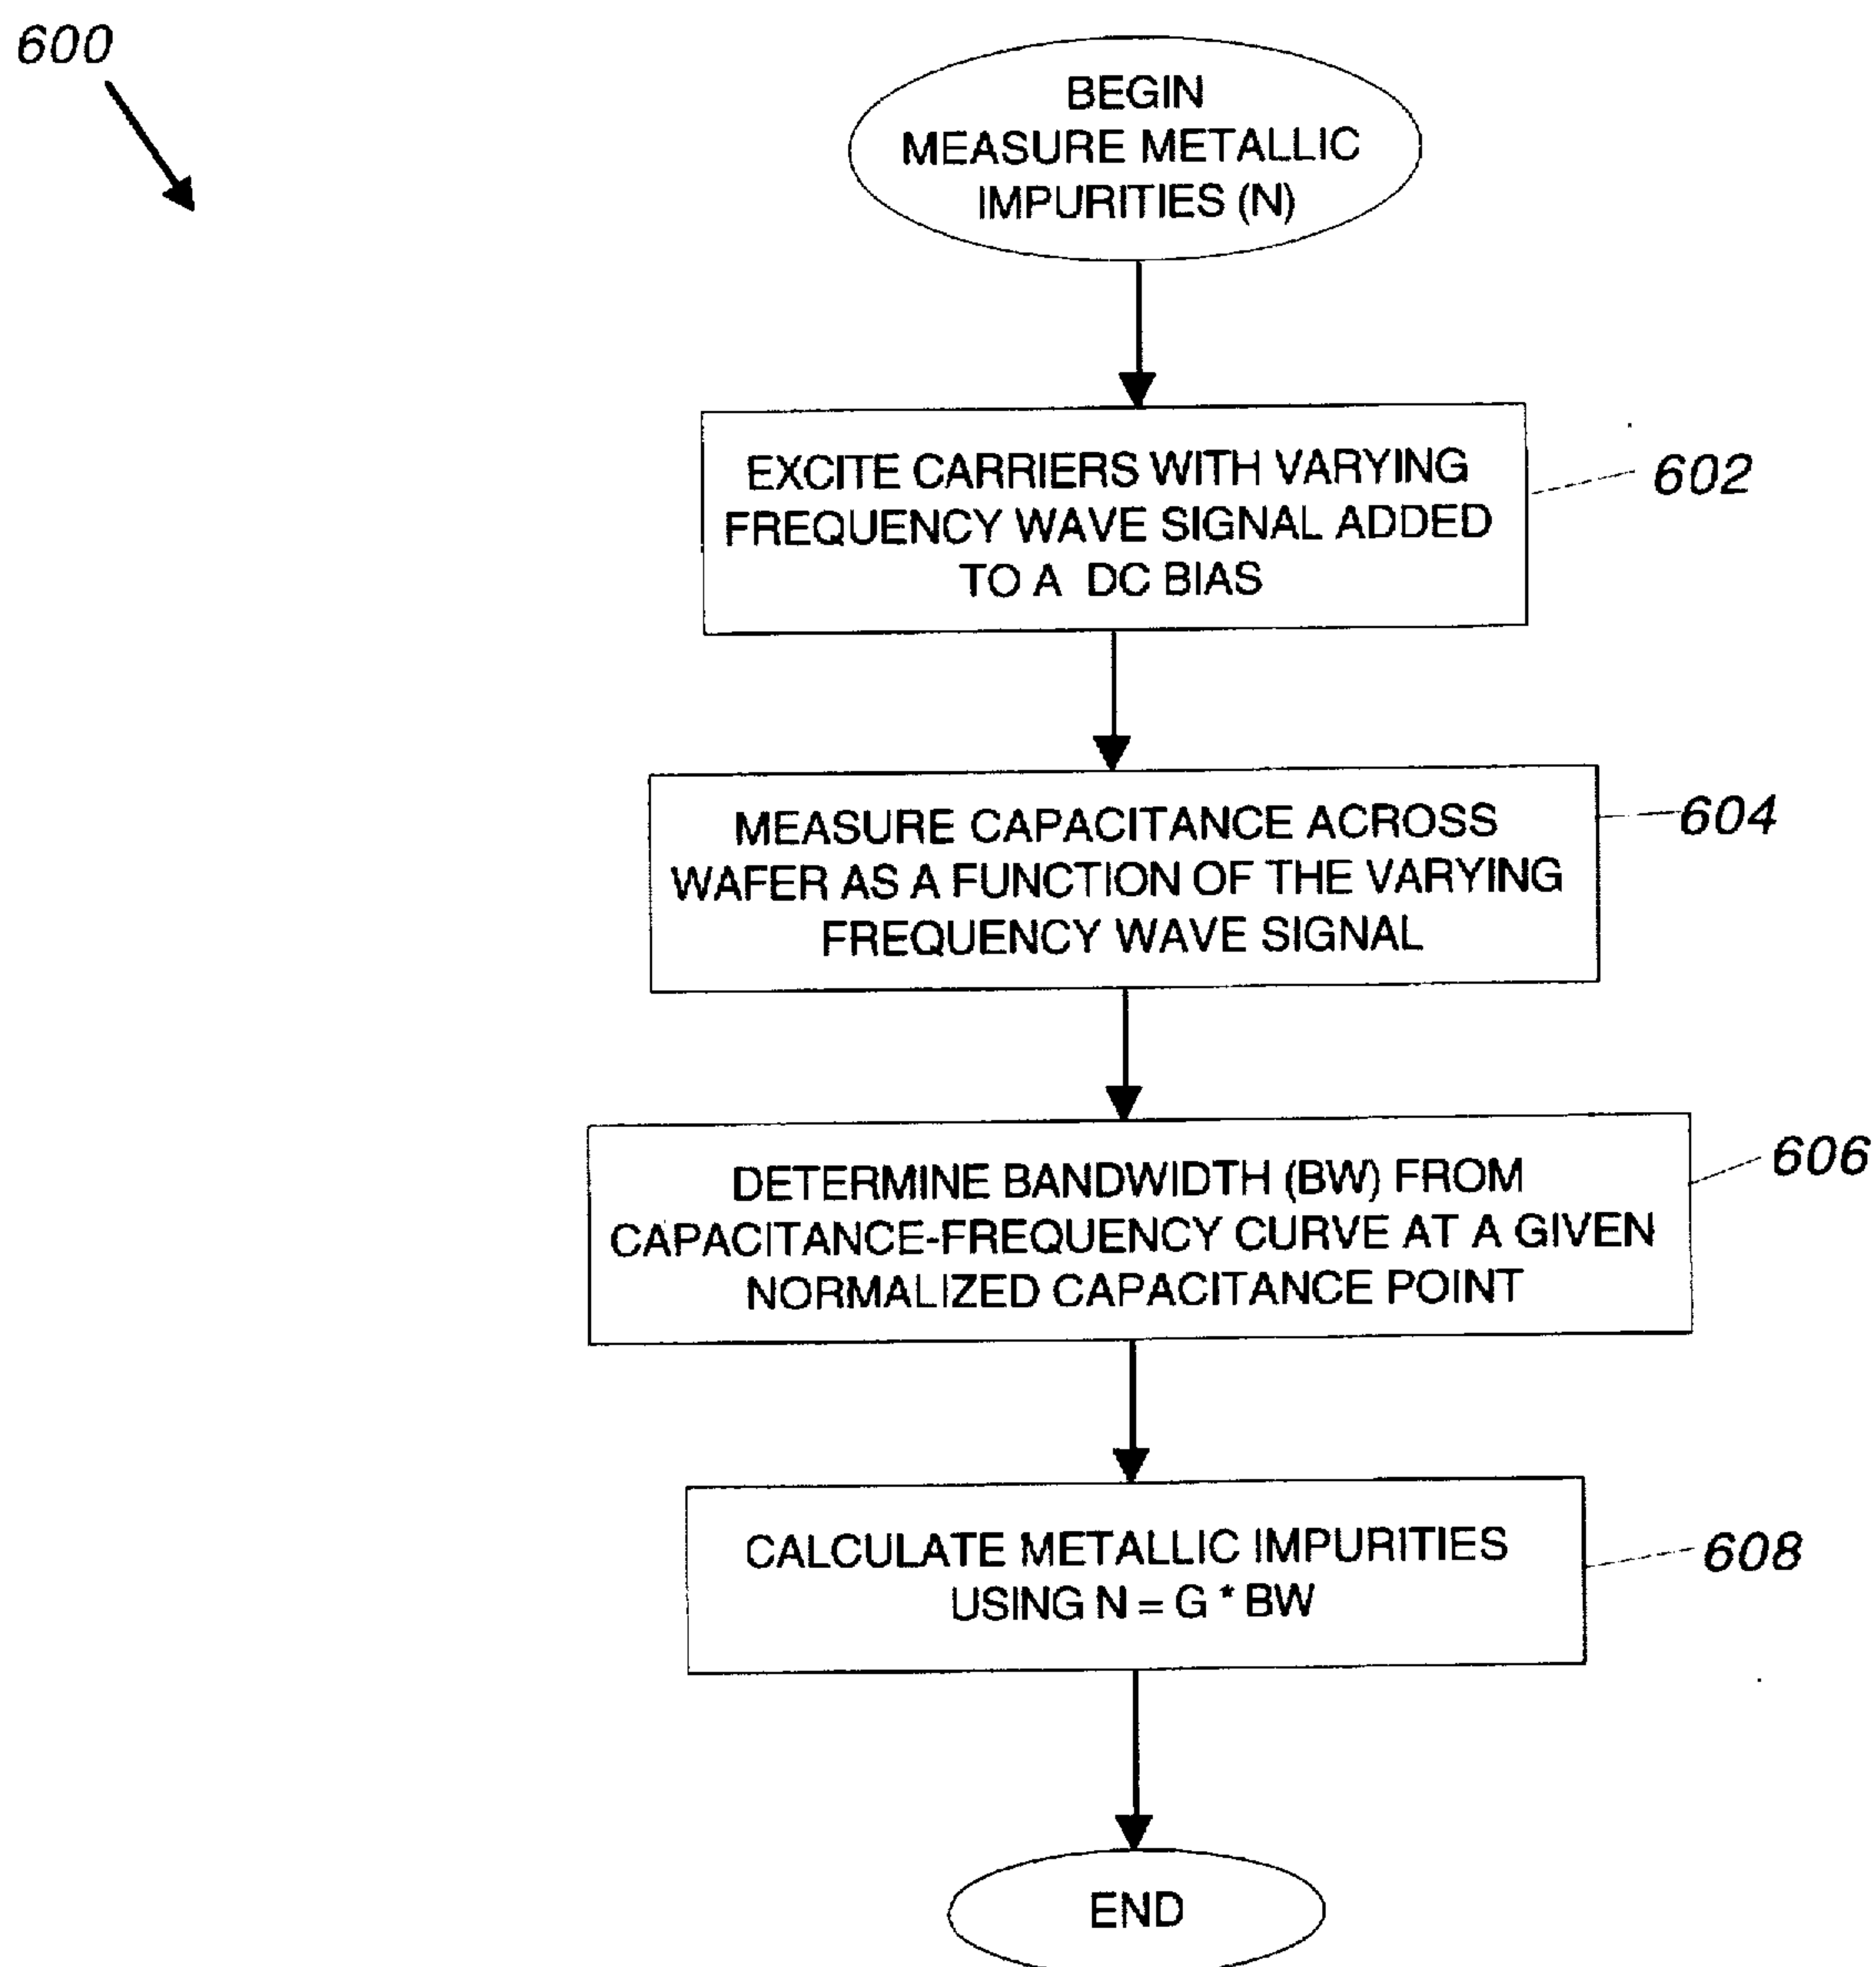 600
BEGIN
MEASURE METALLIC
IMPURITIES (N)
EXCITE CARRIERS WITH VARYING
FREQUENCY WAVE SIGNAL ADDED
TO A DC BIAS
602
MEASURE CAPACITANCE ACROSS
WAFER AS A FUNCTION OF THE VARYING
FREQUENCY WAVE SIGNAL
604
DETERMINE BANDWIDTH (BW) FROM
CAPACITANCE-FREQUENCY CURVE AT A GIVEN
NORMALIZED CAPACITANCE POINT
606
CALCULATE METALLIC IMPURITIES
USING N = G * BW
608
END